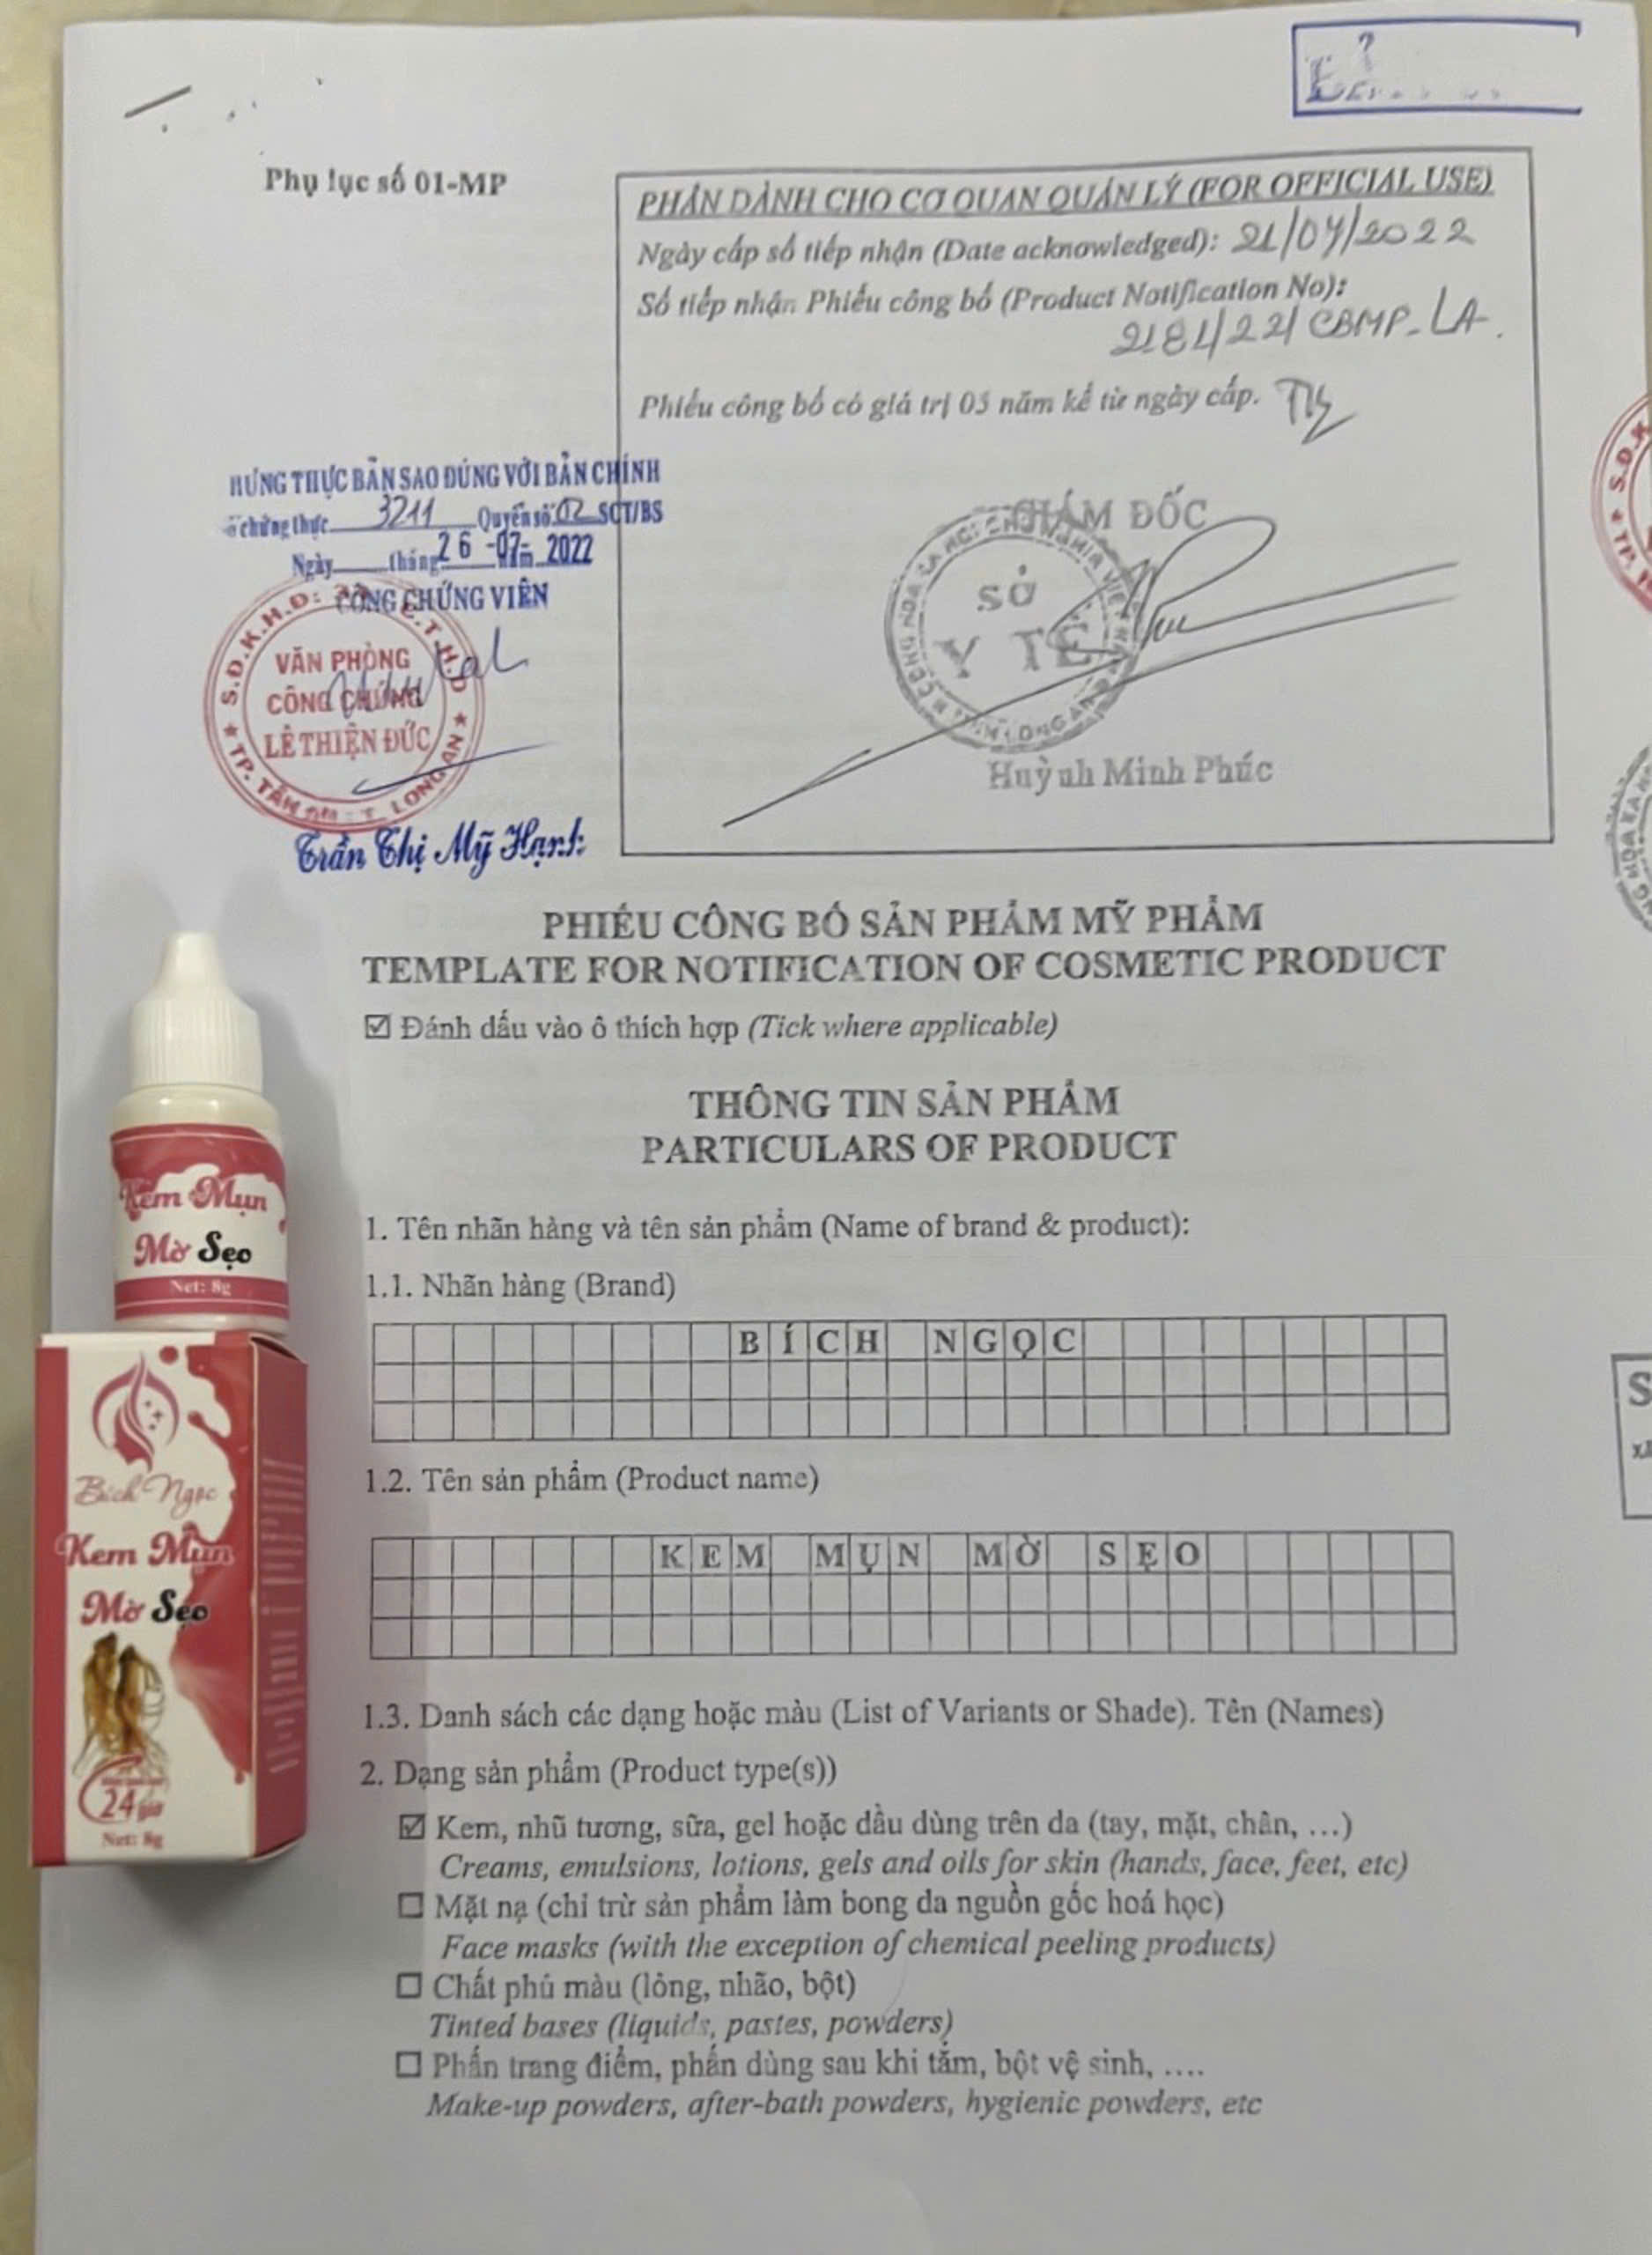 Phụ lục số 01-MP
PHẦN DÀNH CHO CƠ QUAN QUẢN LÝ (FOR OFFICIAL USE)
Ngày cấp số tiếp nhận (Date acknowledged): 21/07/2022
Số tiếp nhận Phiếu công bố (Product Notification No):
2181/22/CBMP-LA
Phiếu công bố có giá trị 05 năm kể từ ngày cấp.
HỨNG THỰC BẢN SAO ĐÚNG VỚI BẢN CHÍNH
ố chứng thực 3211 Quyển số: 02 SCT/BS
Ngày tháng 26 -07- năm 2022
CÔNG CHỨNG VIÊN
S.Đ.K.H.Đ:
VĂN PHÒNG
CÔNG CHỨNG
LÊ THIỆN ĐỨC
TP. TÂN AN - T. LONG AN
Trần Thị Mỹ Hạnh
GIÁM ĐỐC
SỞ
Y TẾ
Huỳnh Minh Phúc
PHIẾU CÔNG BỐ SẢN PHẨM MỸ PHẨM
TEMPLATE FOR NOTIFICATION OF COSMETIC PRODUCT
☑ Đánh dấu vào ô thích hợp (Tick where applicable)
THÔNG TIN SẢN PHẨM
PARTICULARS OF PRODUCT
1. Tên nhãn hàng và tên sản phẩm (Name of brand & product):
1.1. Nhãn hàng (Brand)
BÍCH NGỌC
1.2. Tên sản phẩm (Product name)
KEM MỤN MỜ SẸO
1.3. Danh sách các dạng hoặc màu (List of Variants or Shade). Tên (Names)
2. Dạng sản phẩm (Product type(s))
☑ Kem, nhũ tương, sữa, gel hoặc dầu dùng trên da (tay, mặt, chân, ...)
Creams, emulsions, lotions, gels and oils for skin (hands, face, feet, etc)
☐ Mặt nạ (chỉ trừ sản phẩm làm bong da nguồn gốc hoá học)
Face masks (with the exception of chemical peeling products)
☐ Chất phủ màu (lỏng, nhão, bột)
Tinted bases (liquids, pastes, powders)
☐ Phấn trang điểm, phấn dùng sau khi tắm, bột vệ sinh, ....
Make-up powders, after-bath powders, hygienic powders, etc
Kem Mụn
Mờ Sẹo
Net: 8g
Bích Ngọc
Kem Mụn
Mờ Sẹo
24 giờ
Net: 8g